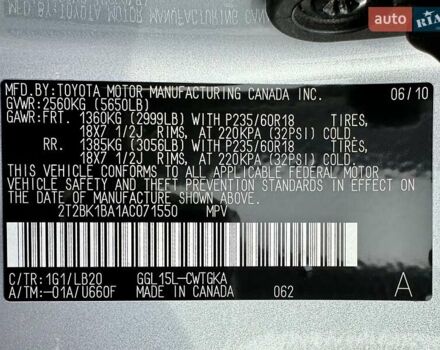 auto RIA
MFD.BY:TOYOTA MOTOR MANUFACTURING CANADA INC. 06/10
GVWR:2560KG (5650LB)
GAWR:FRT. 1360KG (2999LB) WITH P235/60R18 TIRES,
18X7 1/2J RIMS, AT 220KPA (32PSI) COLD.
RR. 1385KG (3056LB) WITH P235/60R18 TIRES,
18X7 1/2J RIMS, AT 220KPA (32PSI) COLD.
THIS VEHICLE CONFORMS TO ALL APPLICABLE FEDERAL MOTOR
VEHICLE SAFETY STANDARDS IN EFFECT ON
THE DATE OF MANUFACTURE SHOWN ABOVE.
2T2BK1BA1AC071550 MPV
C/TR:1G1/LB20 GGL15L-CWTGKA
A/TM:-01A/U660F MADE IN CANADA 062 A